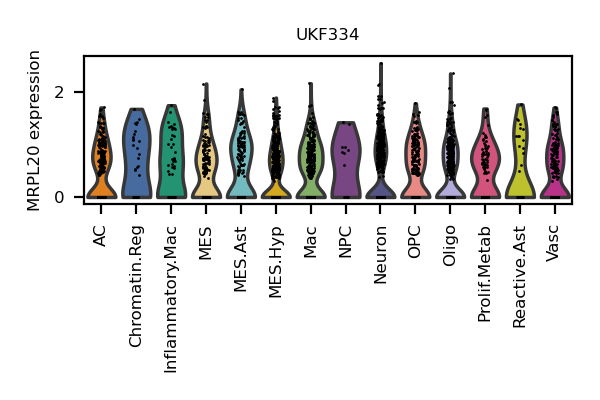 UKF334
MRPL20 expression
2
0
AC
Chromatin.Reg
Inflammatory.Mac
MES
MES.Ast
MES.Hyp
Mac
NPC
Neuron
OPC
Oligo
Prolif.Metab
Reactive.Ast
Vasc